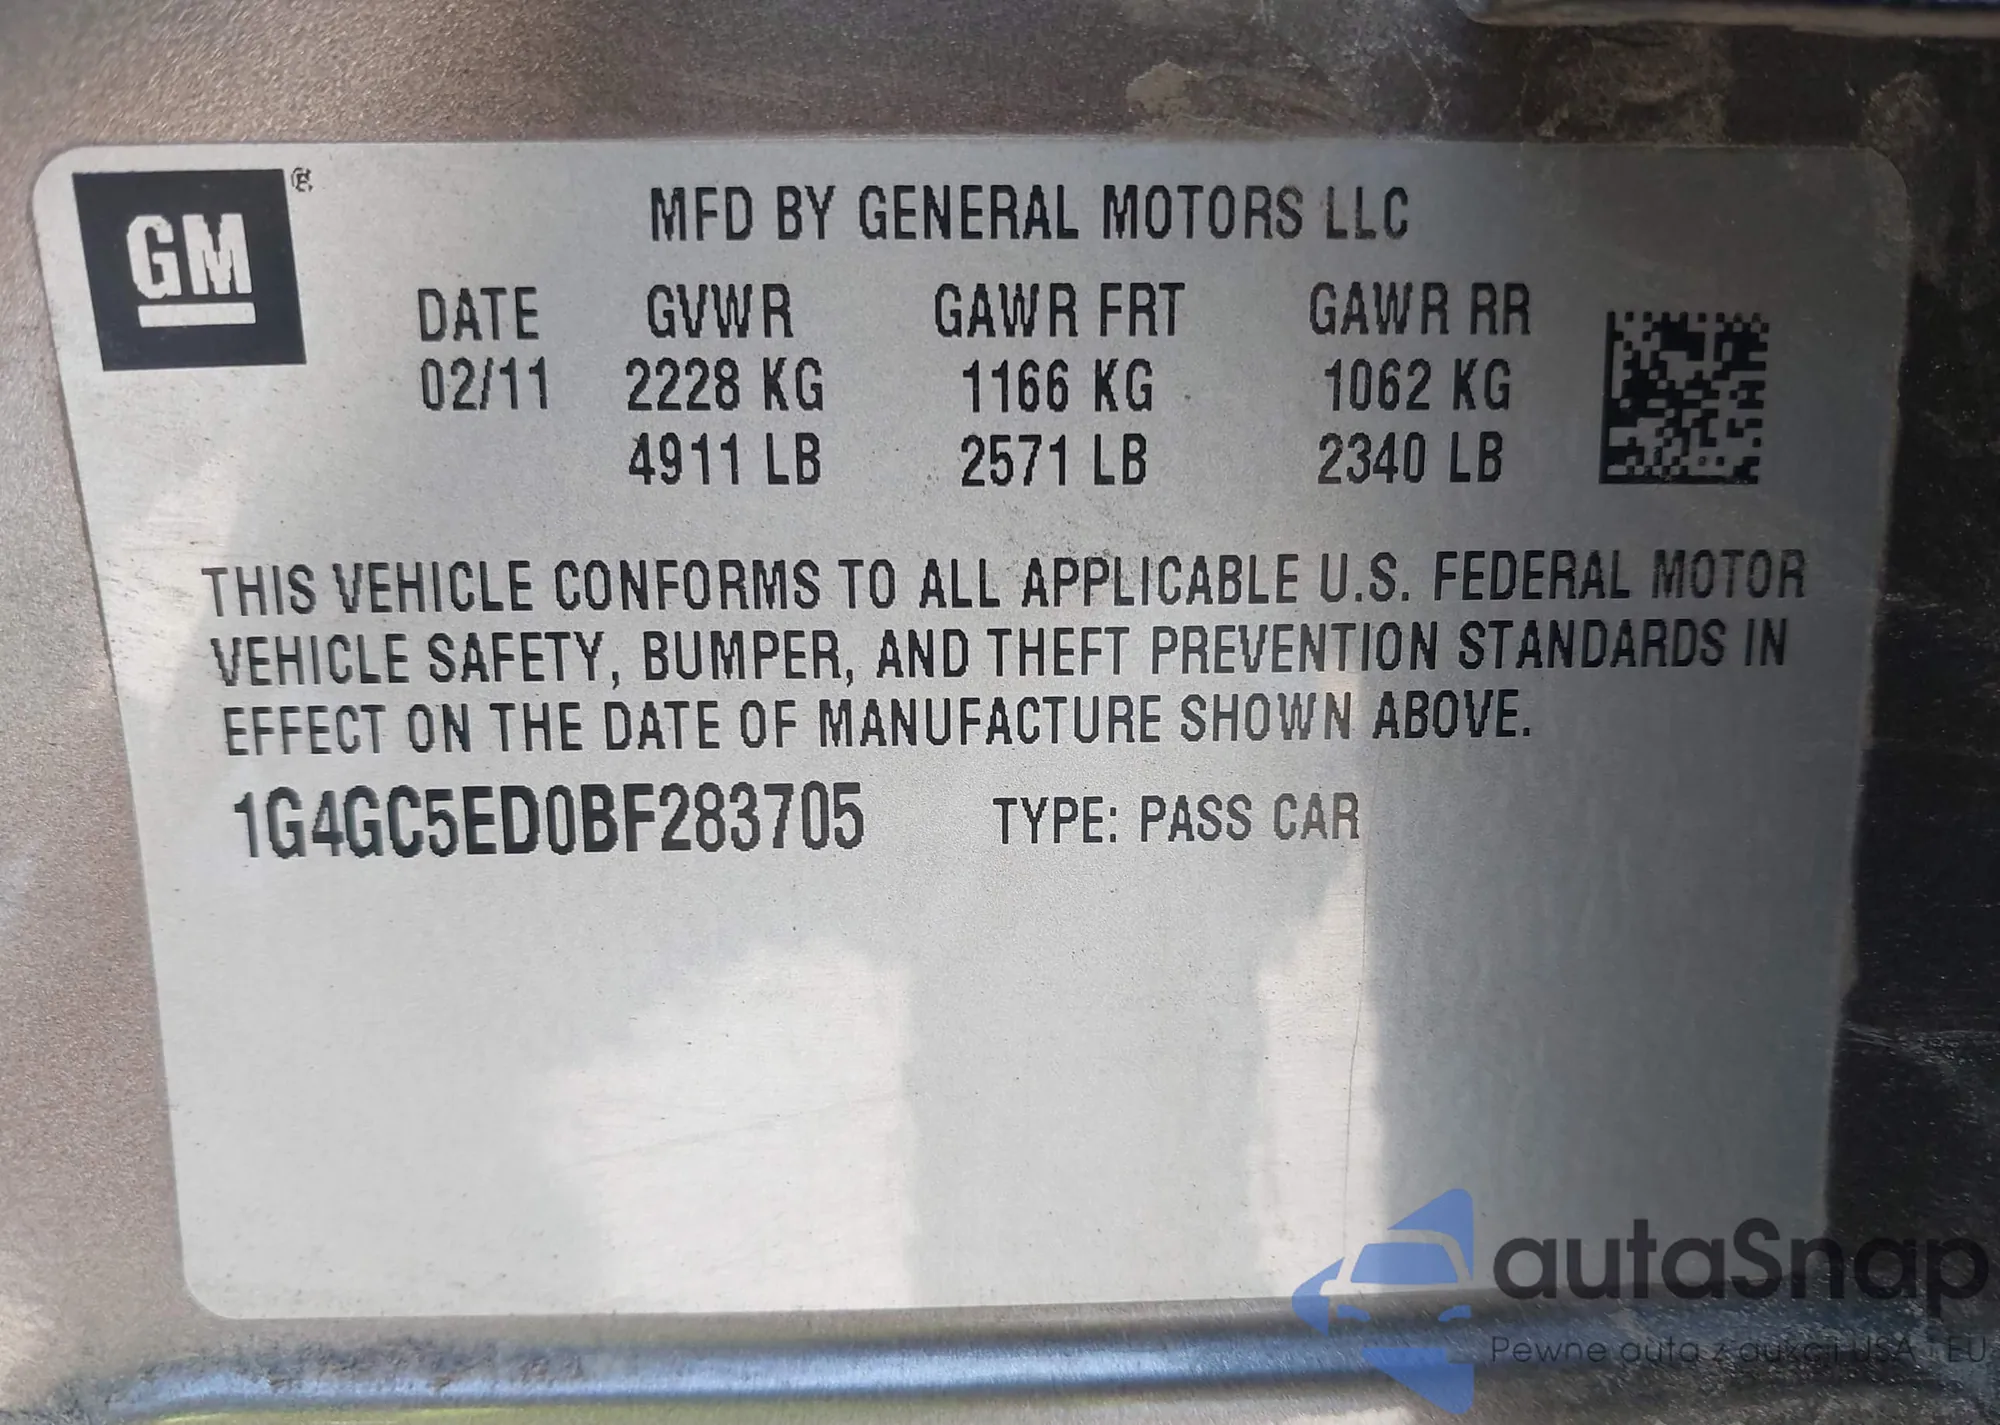 GM ®
MFD BY GENERAL MOTORS LLC
DATE GVWR GAWR FRT GAWR RR
02/11 2228 KG 1166 KG 1062 KG
4911 LB 2571 LB 2340 LB
THIS VEHICLE CONFORMS TO ALL APPLICABLE U.S. FEDERAL MOTOR
VEHICLE SAFETY, BUMPER, AND THEFT PREVENTION STANDARDS IN
EFFECT ON THE DATE OF MANUFACTURE SHOWN ABOVE.
1G4GC5ED0BF283705 TYPE: PASS CAR
autaSnap
Pewne auta z aukcji USA i EU